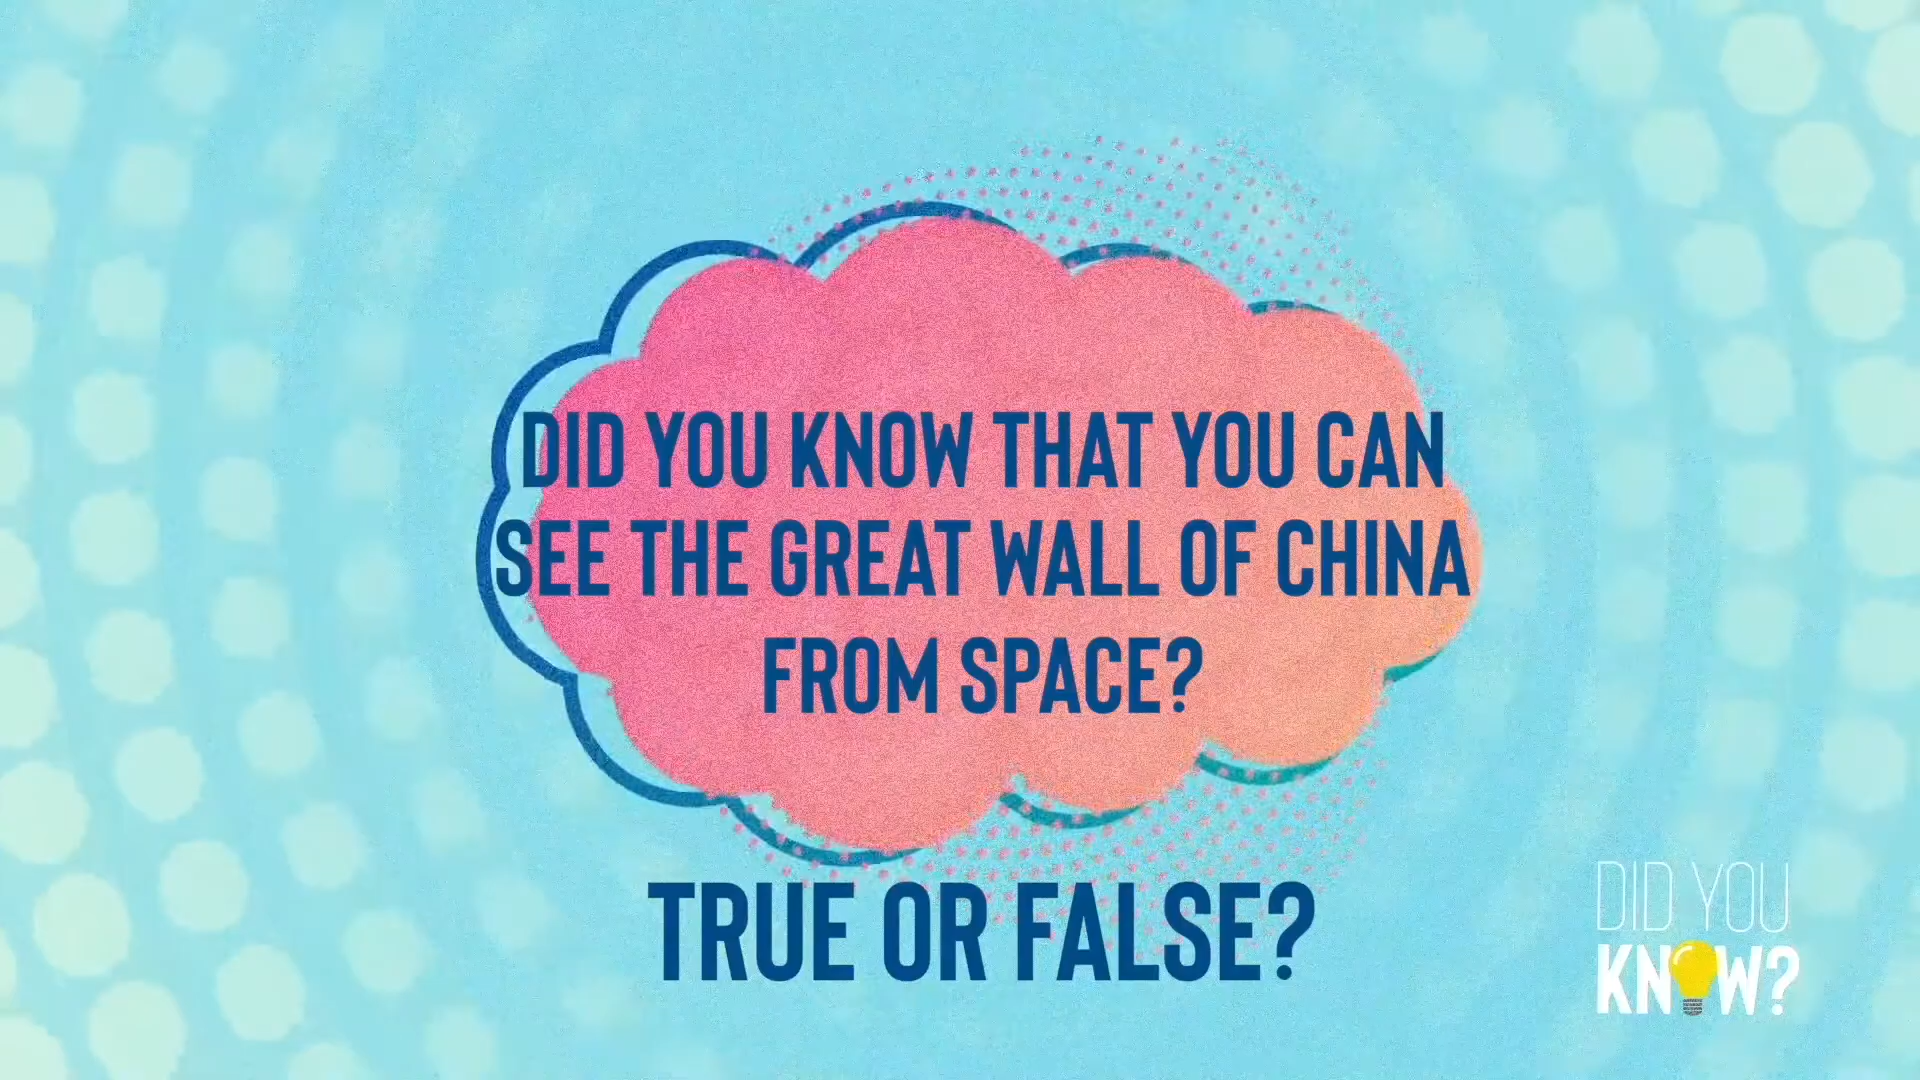 DID YOU KNOW THAT YOU CAN
SEE THE GREAT WALL OF CHINA
FROM SPACE?
TRUE OR FALSE?
DID YOU
KNOW?